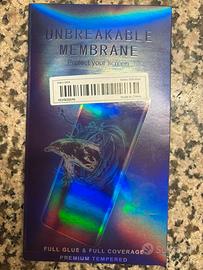 UNBREAKABLE
MEMBRANE
Protect your screen
FULL GLUE & FULL COVERAGE
PREMIUM TEMPERED